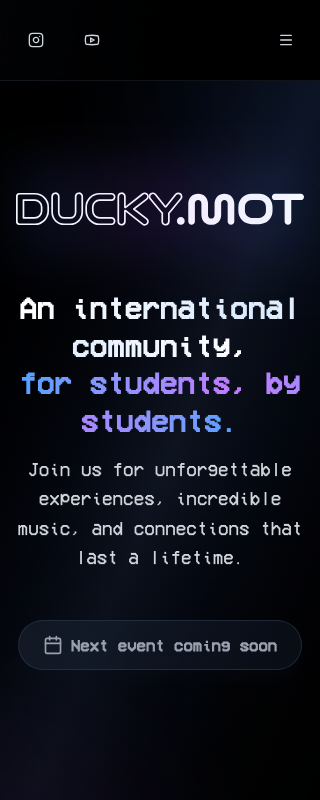 DUCKY.MOT
An international
community,
for students, by
students.
Join us for unforgettable
experiences, incredible
music, and connections that
last a lifetime.
Next event coming soon